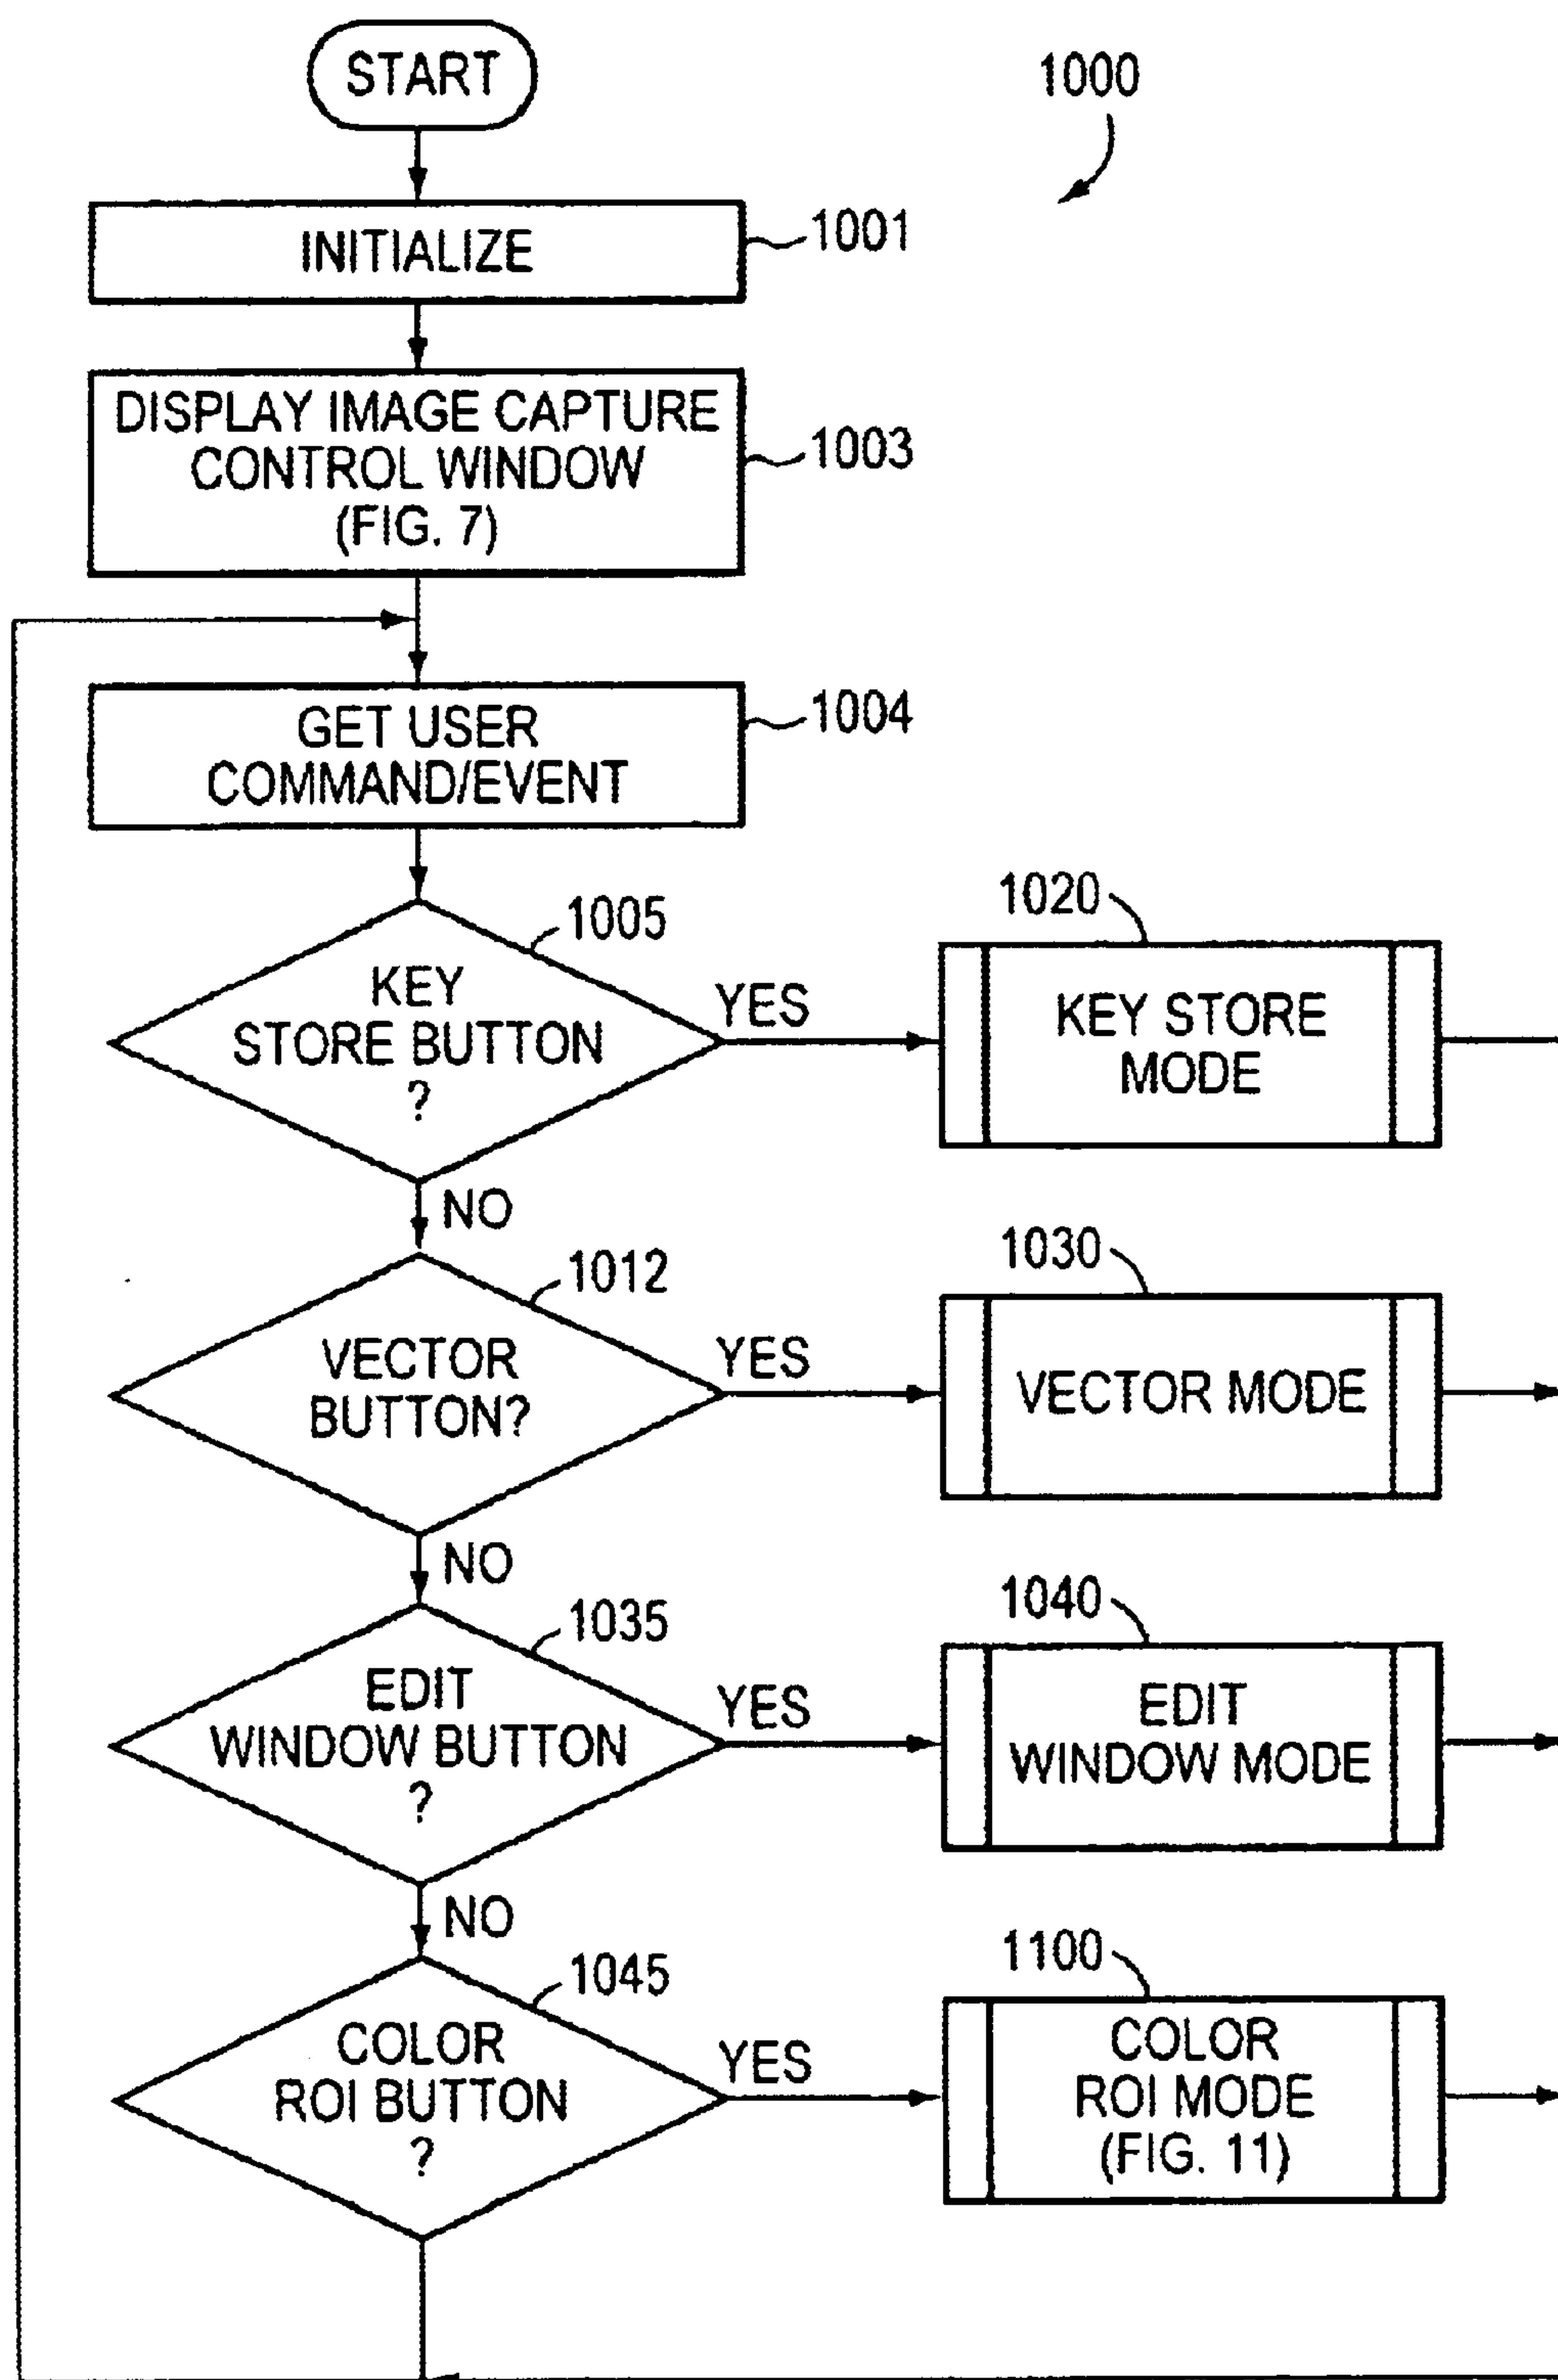 START
1000
INITIALIZE
1001
DISPLAY IMAGE CAPTURE
CONTROL WINDOW
(FIG. 7)
1003
GET USER
COMMAND/EVENT
1004
1005
KEY
STORE BUTTON
?
YES
1020
KEY STORE
MODE
NO
1012
VECTOR
BUTTON?
YES
1030
VECTOR MODE
NO
1035
EDIT
WINDOW BUTTON
?
YES
1040
EDIT
WINDOW MODE
NO
1045
COLOR
ROI BUTTON
?
YES
1100
COLOR
ROI MODE
(FIG. 11)